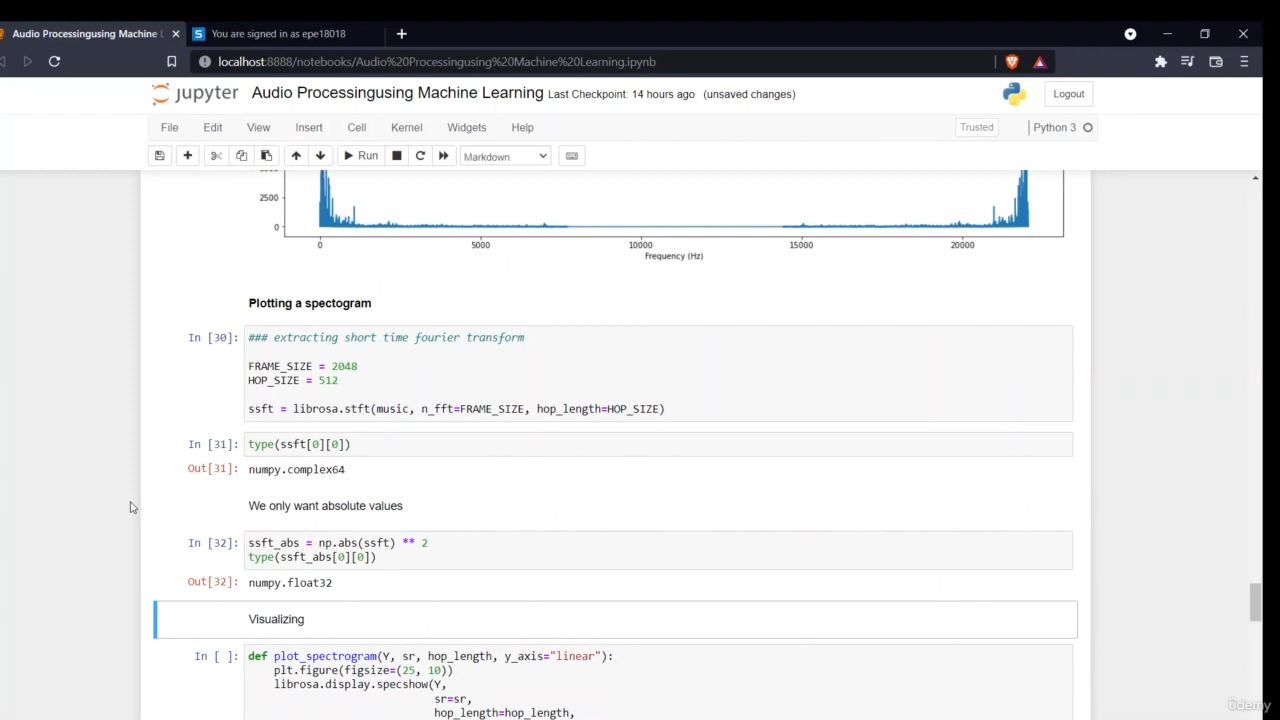 Audio Processingusing Machine L
You are signed in as epe18018
localhost:8888/notebooks/Audio%20Processingusing%20Machine%20Learning.ipynb
jupyter Audio Processingusing Machine Learning Last Checkpoint: 14 hours ago (unsaved changes)
Logout
File Edit View Insert Cell Kernel Widgets Help
Trusted
Python 3
Run
Markdown
2500
0
0 5000 10000 15000 20000
Frequency (Hz)
Plotting a spectogram
In [30]: ### extracting short time fourier transform
FRAME_SIZE = 2048
HOP_SIZE = 512
ssft = librosa.stft(music, n_fft=FRAME_SIZE, hop_length=HOP_SIZE)
In [31]: type(ssft[0][0])
Out[31]: numpy.complex64
We only want absolute values
In [32]: ssft_abs = np.abs(ssft) ** 2
type(ssft_abs[0][0])
Out[32]: numpy.float32
Visualizing
In [ ]: def plot_spectrogram(Y, sr, hop_length, y_axis="linear"):
plt.figure(figsize=(25, 10))
librosa.display.specshow(Y,
sr=sr,
hop_length=hop_length,
ûdemy